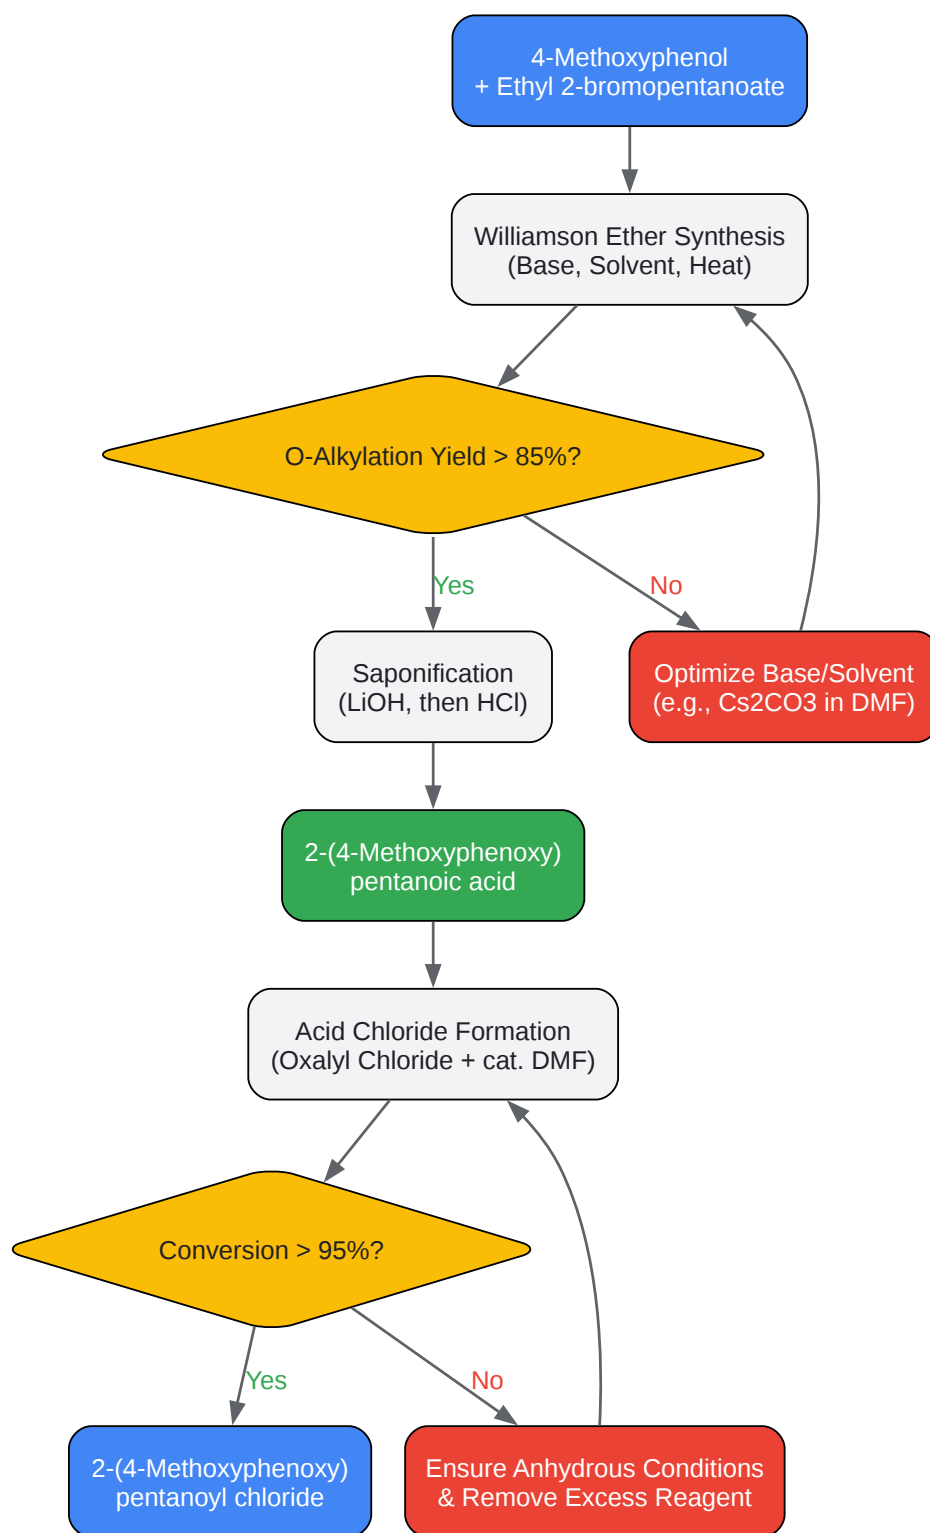 4-Methoxyphenol
+ Ethyl 2-bromopentanoate
Williamson Ether Synthesis
(Base, Solvent, Heat)
O-Alkylation Yield > 85%?
Yes
No
Saponification
(LiOH, then HCl)
Optimize Base/Solvent
(e.g., Cs2CO3 in DMF)
2-(4-Methoxyphenoxy)
pentanoic acid
Acid Chloride Formation
(Oxalyl Chloride + cat. DMF)
Conversion > 95%?
Yes
No
2-(4-Methoxyphenoxy)
pentanoyl chloride
Ensure Anhydrous Conditions
& Remove Excess Reagent